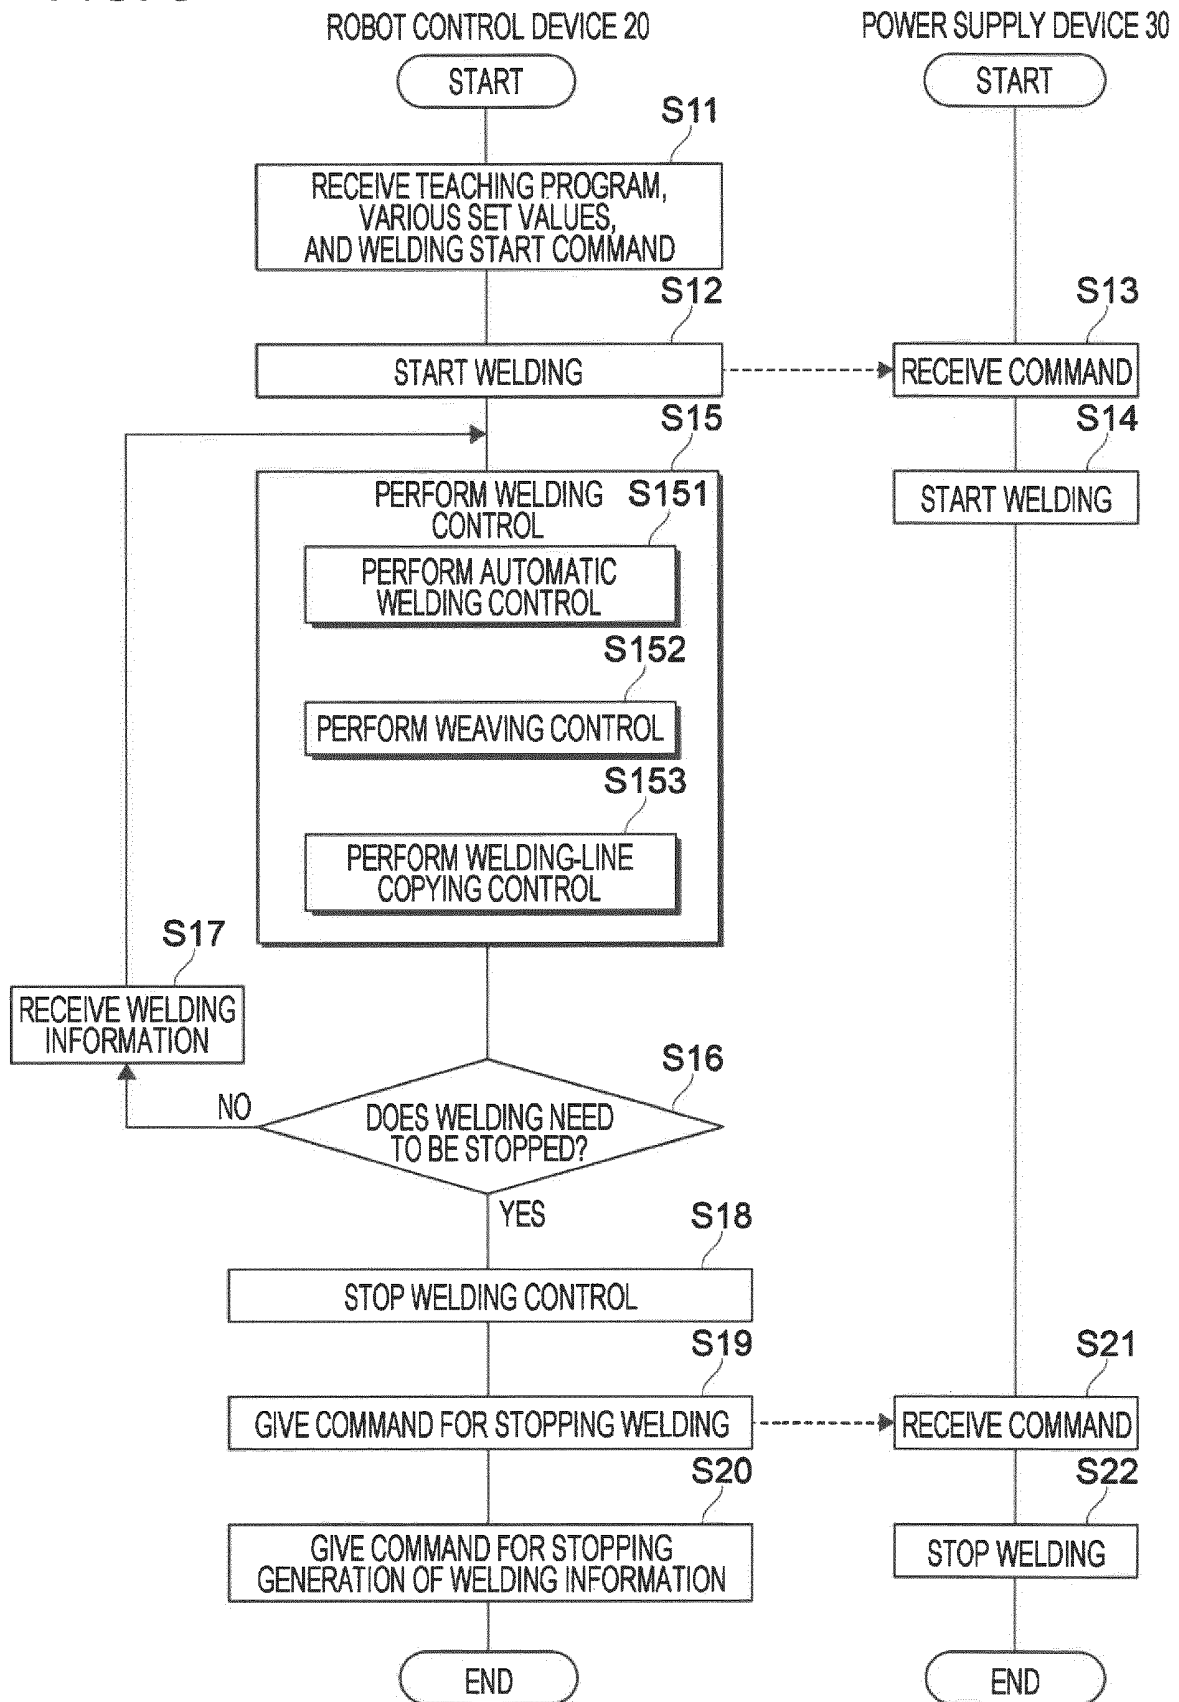 ROBOT CONTROL DEVICE 20
POWER SUPPLY DEVICE 30
START
START
S11
RECEIVE TEACHING PROGRAM,
VARIOUS SET VALUES,
AND WELDING START COMMAND
S12
S13
START WELDING
RECEIVE COMMAND
S15
S14
START WELDING
PERFORM WELDING
CONTROL
S151
PERFORM AUTOMATIC
WELDING CONTROL
S152
PERFORM WEAVING CONTROL
S153
PERFORM WELDING-LINE
COPYING CONTROL
S17
RECEIVE WELDING
INFORMATION
S16
NO
DOES WELDING NEED
TO BE STOPPED?
YES
S18
STOP WELDING CONTROL
S19
S21
GIVE COMMAND FOR STOPPING WELDING
RECEIVE COMMAND
S20
S22
GIVE COMMAND FOR STOPPING
GENERATION OF WELDING INFORMATION
STOP WELDING
END
END